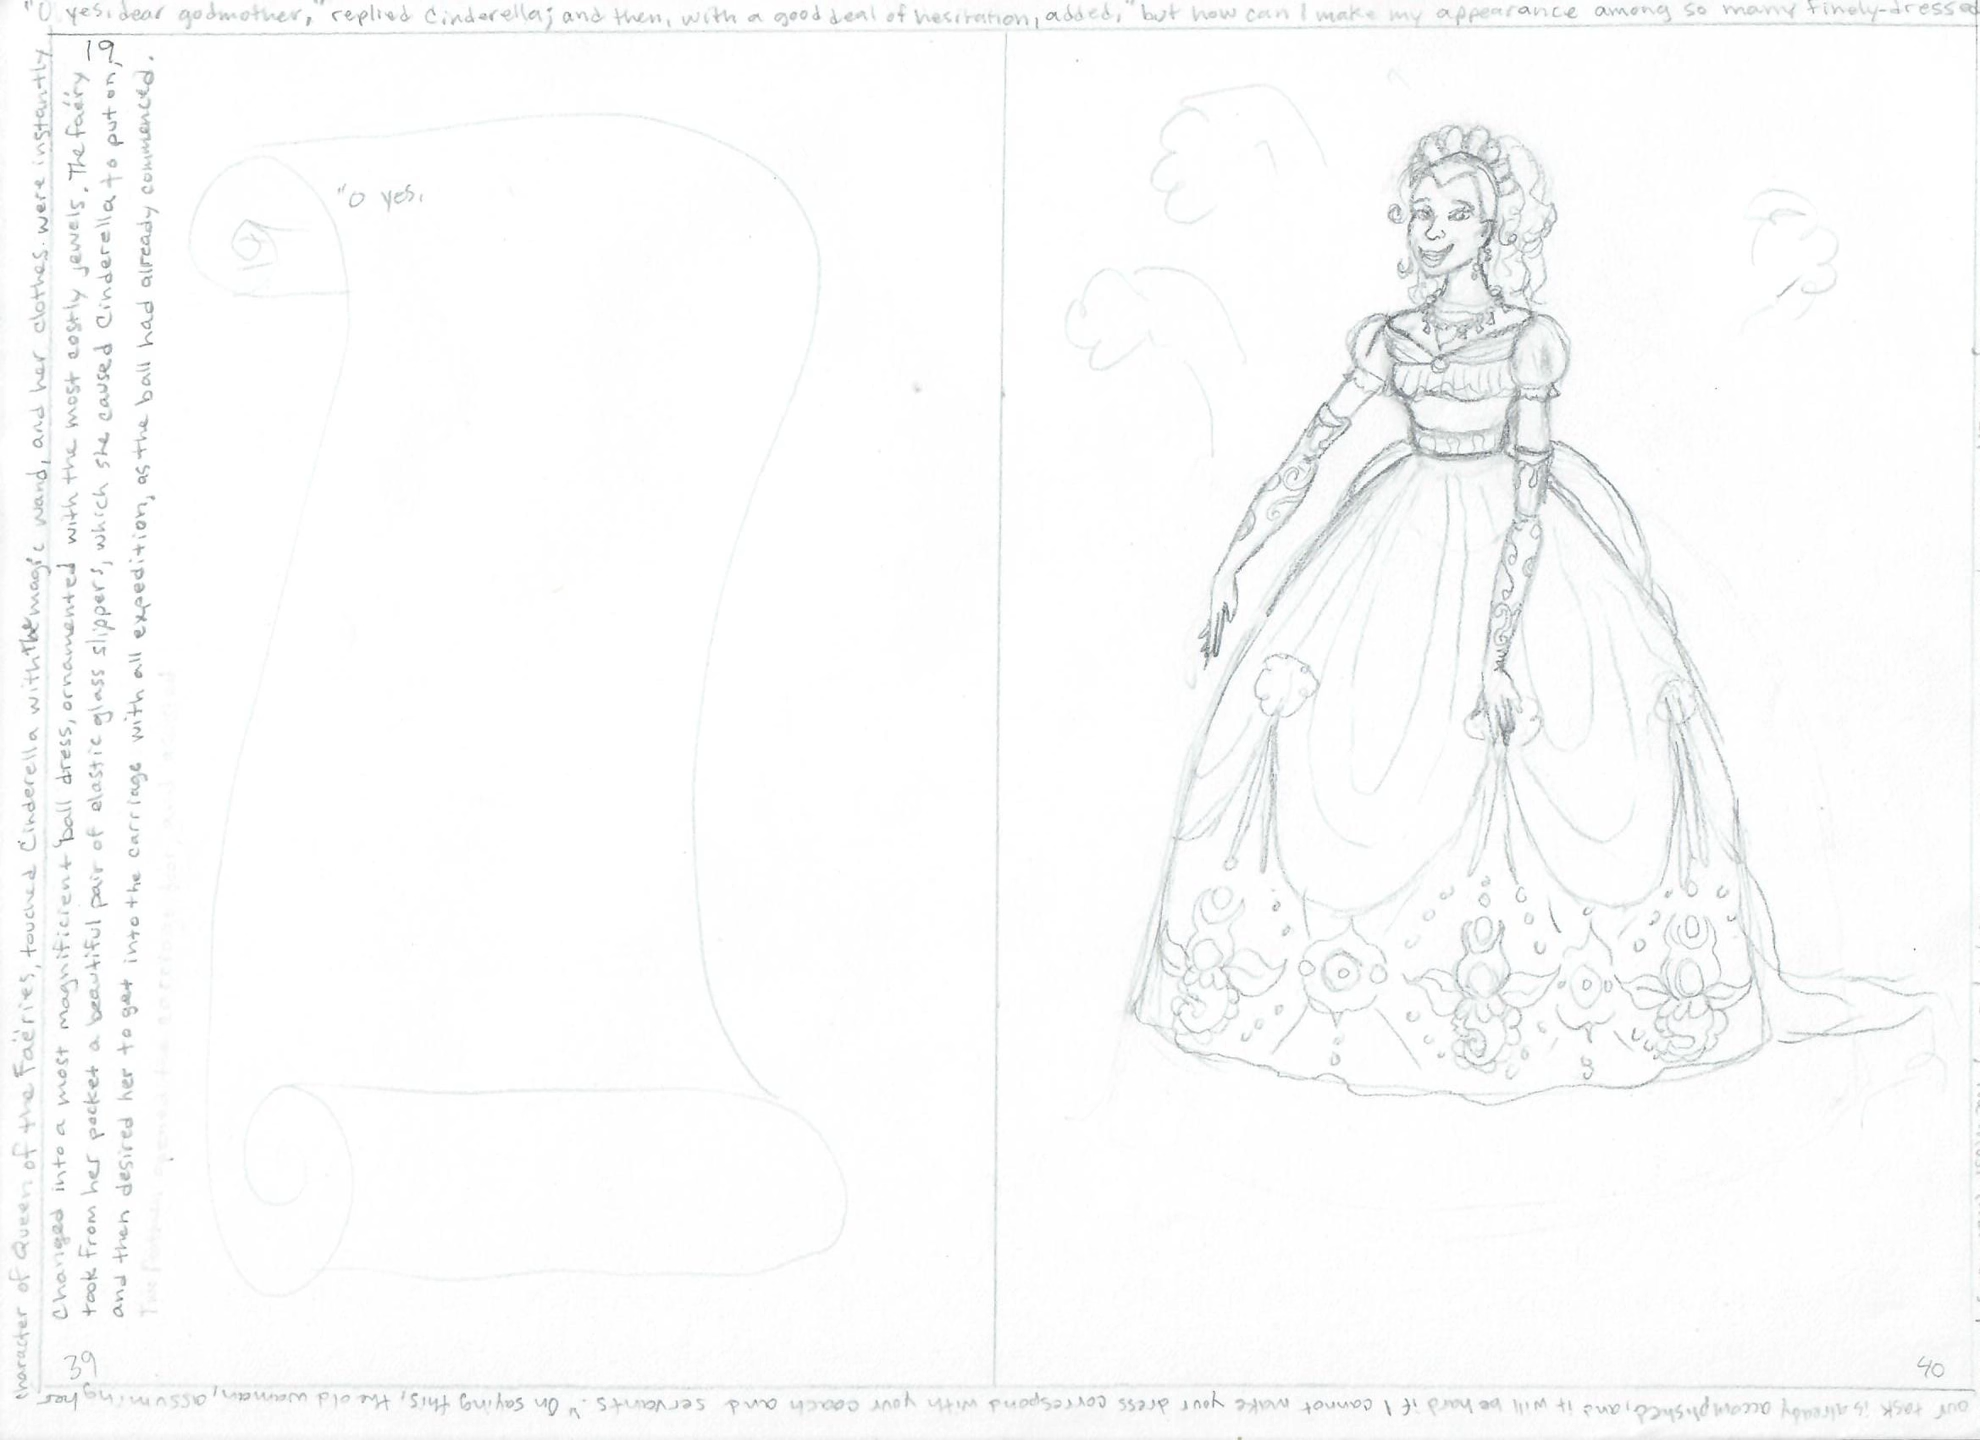 "O yes, dear godmother," replied Cinderella; and then, with a good deal of hesitation, added, "but how can I make my appearance among so many finely-dressed
our task is already accomplished, and it will be hard if I cannot make your dress correspond with your coach and servants." On saying this, the old woman, assuming her
character of Queen of the Faëries, touched Cinderella with the magic wand, and her clothes were instantly
changed into a most magnificient ball dress, ornamented with the most costly jewels. The faëry
took from her pocket a beautiful pair of elastic glass slippers, which she caused Cinderella to put on,
and then desired her to get into the carriage with all expedition, as the ball had already commenced.
19
"O yes,
39
40